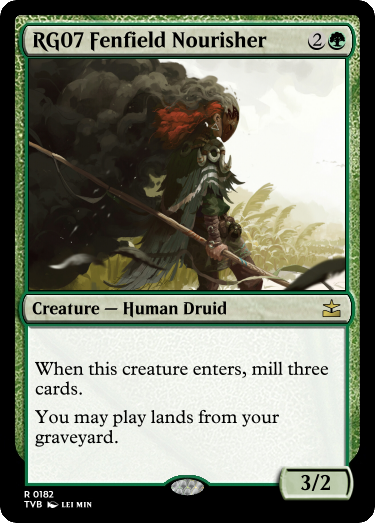 RG07 Fenfield Nourisher 2
Creature — Human Druid
When this creature enters, mill three
cards.
You may play lands from your
graveyard.
3/2
R 0182
TVB LEI MIN